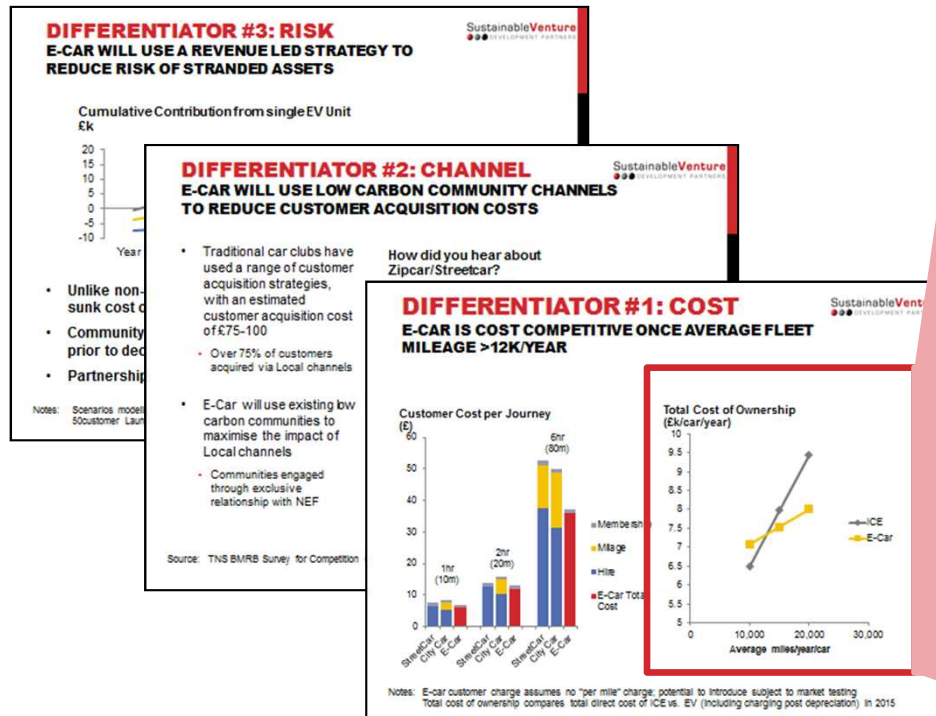 DIFFERENTIATOR #3: RISK
SustainableVenture
DEVELOPMENT PARTNERS
E-CAR WILL USE A REVENUE LED STRATEGY TO
REDUCE RISK OF STRANDED ASSETS
Cumulative Contribution from single EV Unit
£k
20
15
10
5
0
-5
-10
Year
• Unlike non-
sunk cost
• Community
prior to dec
• Partnership
Notes: Scenarios modell
50customer Laun
DIFFERENTIATOR #2: CHANNEL
SustainableVenture
DEVELOPMENT PARTNERS
E-CAR WILL USE LOW CARBON COMMUNITY CHANNELS
TO REDUCE CUSTOMER ACQUISITION COSTS
• Traditional car clubs have
used a range of customer
acquisition strategies,
with an estimated
customer acquisition cost
of £75-100
• Over 75% of customers
acquired via Local channels
• E-Car will use existing low
carbon communities to
maximise the impact of
Local channels
• Communities engaged
through exclusive
relationship with NEF
How did you hear about
Zipcar/Streetcar?
Source: TNS BMRB Survey for Competition
DIFFERENTIATOR #1: COST
SustainableVent
DEVELOPMENT PARTN
E-CAR IS COST COMPETITIVE ONCE AVERAGE FLEET
MILEAGE >12K/YEAR
Customer Cost per Journey
(£)
60
50
40
30
20
10
0
1hr
(10m)
2hr
(20m)
6hr
(80m)
StreetCar
City Car
E-Car
StreetCar
City Car
E-Car
StreetCar
City Car
E-Car
Membership
Milage
Hire
E-Car Total
Cost
Total Cost of Ownership
(£k/car/year)
10
9.5
9
8.5
8
7.5
7
6.5
6
5.5
5
0
10,000
20,000
30,000
Average miles/year/car
ICE
E-Car
Notes: E-car customer charge assumes no "per mile" charge; potential to introduce subject to market testing
Total cost of ownership compares total direct cost of ICE vs. EV (including charging post depreciation) in 2015